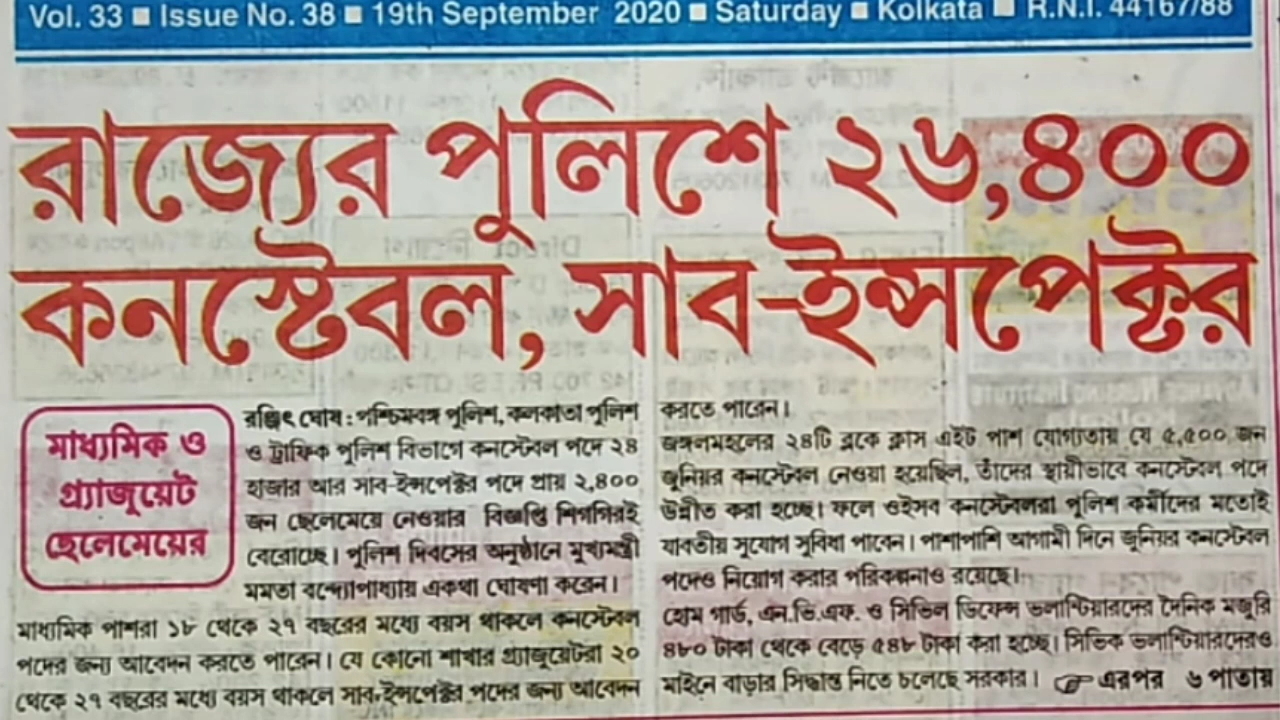 Vol. 33 ■ Issue No. 38 ■ 19th September 2020 ■ Saturday ■ Kolkata ■ R.N.I. 44167/88
রাজ্যের পুলিশে ২৬,৪০০
কনস্টেবল, সাব-ইন্সপেক্টর
মাধ্যমিক ও
গ্র্যাজুয়েট
ছেলেমেয়ের
রঞ্জিৎ ঘোষ : পশ্চিমবঙ্গ পুলিশ, কলকাতা পুলিশ
ও ট্রাফিক পুলিশ বিভাগে কনস্টেবল পদে ২৪
হাজার আর সাব-ইন্সপেক্টর পদে প্রায় ২,৪০০
জন ছেলেমেয়ে নেওয়ার বিজ্ঞপ্তি শিগগিরই
বেরোচ্ছে। পুলিশ দিবসের অনুষ্ঠানে মুখ্যমন্ত্রী
মমতা বন্দ্যোপাধ্যায় একথা ঘোষণা করেন।
মাধ্যমিক পাশরা ১৮ থেকে ২৭ বছরের মধ্যে বয়স থাকলে কনস্টেবল
পদের জন্য আবেদন করতে পারেন। যে কোনো শাখার গ্র্যাজুয়েটরা ২০
থেকে ২৭ বছরের মধ্যে বয়স থাকলে সাব-ইন্সপেক্টর পদের জন্য আবেদন
করতে পারেন।
জঙ্গলমহলের ২৪টি ব্লকে ক্লাস এইট পাশ যোগ্যতায় যে ৫,৫০০ জন
জুনিয়র কনস্টেবল নেওয়া হয়েছিল, তাঁদের স্থায়ীভাবে কনস্টেবল পদে
উন্নীত করা হচ্ছে। ফলে ওইসব কনস্টেবলরা পুলিশ কর্মীদের মতোই
যাবতীয় সুযোগ সুবিধা পাবেন। পাশাপাশি আগামী দিনে জুনিয়র কনস্টেবল
পদেও নিয়োগ করার পরিকল্পনাও রয়েছে।
হোম গার্ড, এন.ভি.এফ. ও সিভিল ডিফেন্স ভলান্টিয়ারদের দৈনিক মজুরি
৪৮০ টাকা থেকে বেড়ে ৫৪৮ টাকা করা হচ্ছে। সিভিক ভলান্টিয়ারদেরও
মাইনে বাড়ার সিদ্ধান্ত নিতে চলেছে সরকার। ☞ এরপর ৬ পাতায়